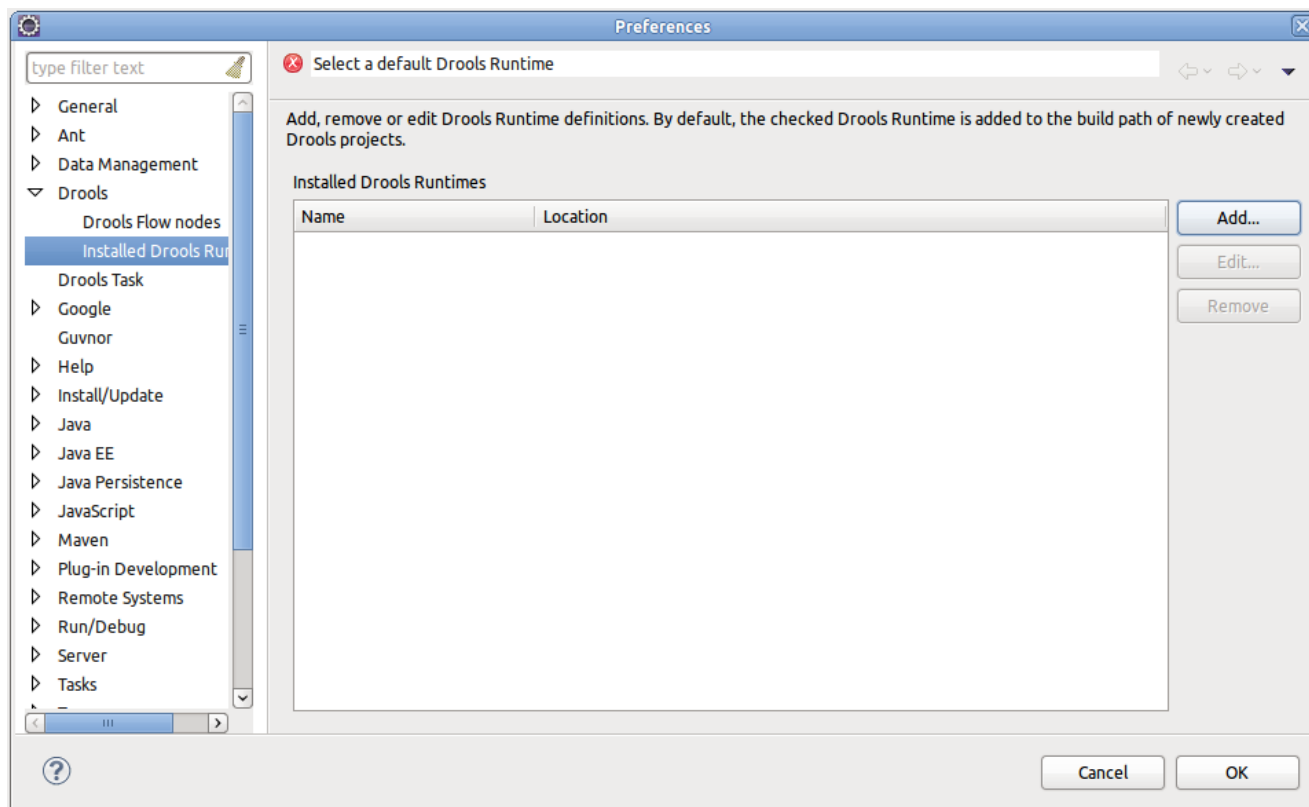 Preferences
type filter text
Select a default Drools Runtime
General
Ant
Data Management
Drools
Drools Flow nodes
Installed Drools Run
Drools Task
Google
Guvnor
Help
Install/Update
Java
Java EE
Java Persistence
JavaScript
Maven
Plug-in Development
Remote Systems
Run/Debug
Server
Tasks
Add, remove or edit Drools Runtime definitions. By default, the checked Drools Runtime is added to the build path of newly created
Drools projects.
Installed Drools Runtimes
Name Location
Add...
Edit...
Remove
Cancel OK